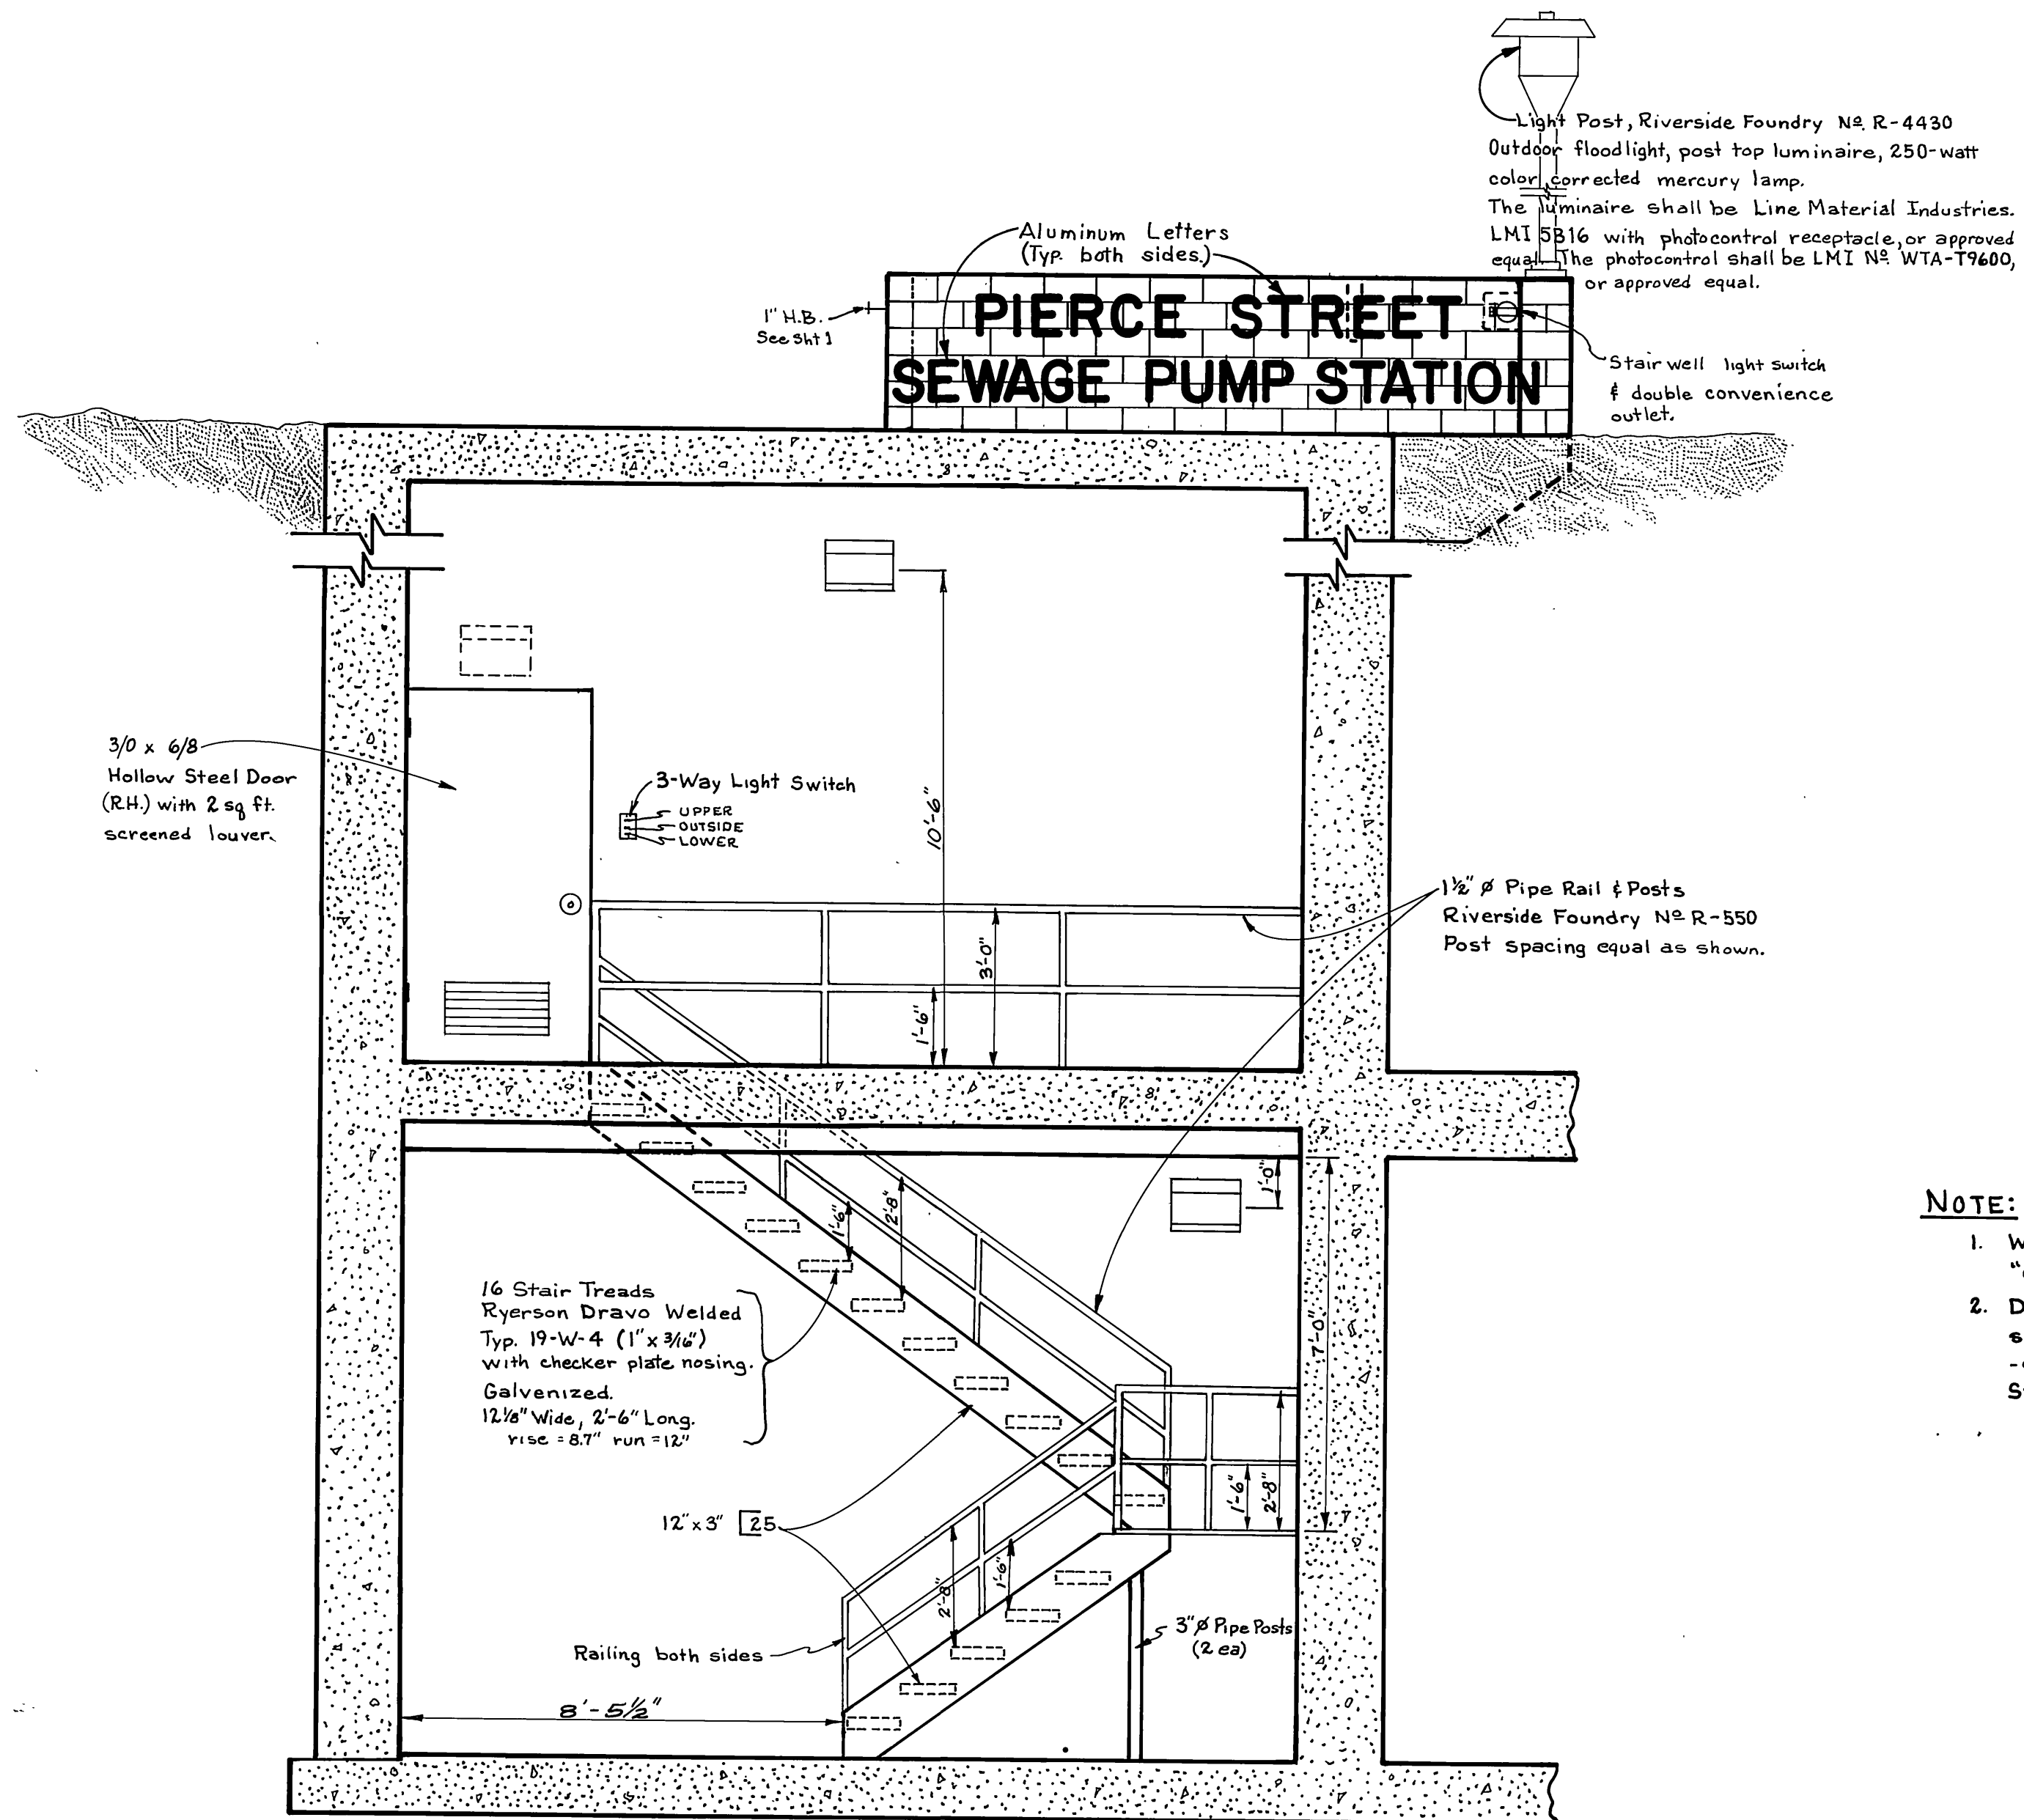 Light Post, Riverside Foundry Nº. R-4430
Outdoor floodlight, post top luminaire, 250-watt
color corrected mercury lamp.
The luminaire shall be Line Material Industries.
LMI 5B16 with photocontrol receptacle, or approved
equal. The photocontrol shall be LMI Nº. WTA-T9600,
or approved equal.
Aluminum Letters
(Typ. both sides.)
1" H.B.
See Sht 1
PIERCE STREET
SEWAGE PUMP STATION
Stairwell light switch
& double convenience
outlet.
3/0 x 6/8
Hollow Steel Door
(R.H.) with 2 sq ft.
screened louver.
3-Way Light Switch
UPPER
OUTSIDE
LOWER
10'-6"
3'-0"
1'-6"
1½" Ø Pipe Rail & Posts
Riverside Foundry Nº R-550
Post spacing equal as shown.
1'-0"
7'-0"
1'-6"
2'-8"
16 Stair Treads
Ryerson Dravo Welded
Typ. 19-W-4 (1" x 3/16")
with checker plate nosing.
Galvenized.
12⅛" Wide, 2'-6" Long.
rise = 8.7" run = 12"
NOTE:
1. W
"
2. D
s
-
S
1'-6"
2'-8"
12" x 3" [25
2'-8"
1'-6"
Railing both sides
3" Ø Pipe Posts
(2 ea)
8'-5½"